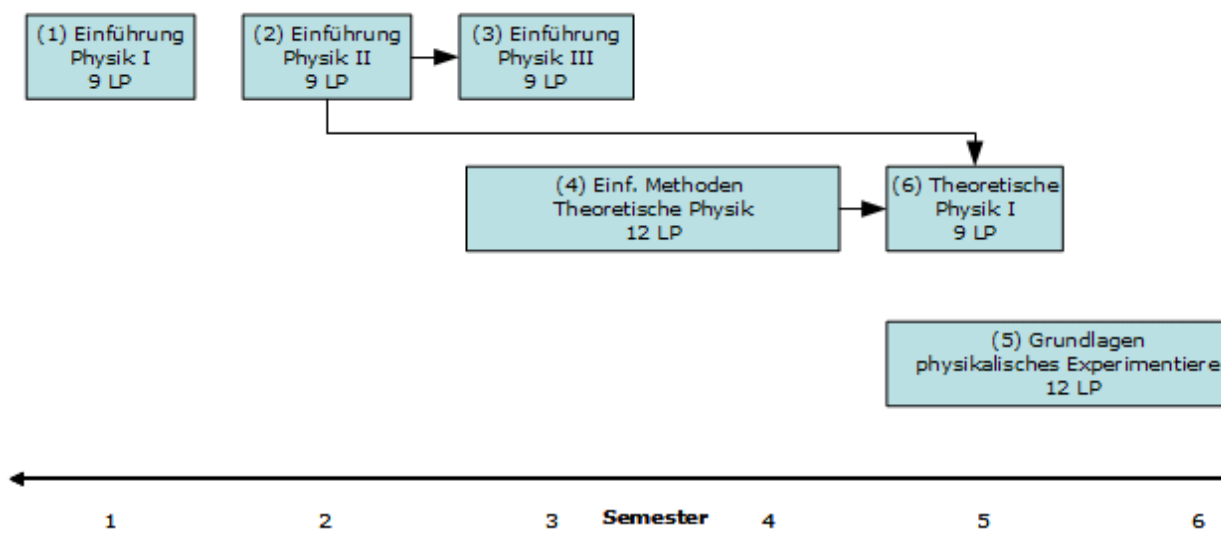 (1) Einführung
Physik I
9 LP
(2) Einführung
Physik II
9 LP
(3) Einführung
Physik III
9 LP
(4) Einf. Methoden
Theoretische Physik
12 LP
(6) Theoretische
Physik I
9 LP
(5) Grundlagen
physikalisches Experimentiere
12 LP
1 2 3 Semester 4 5 6